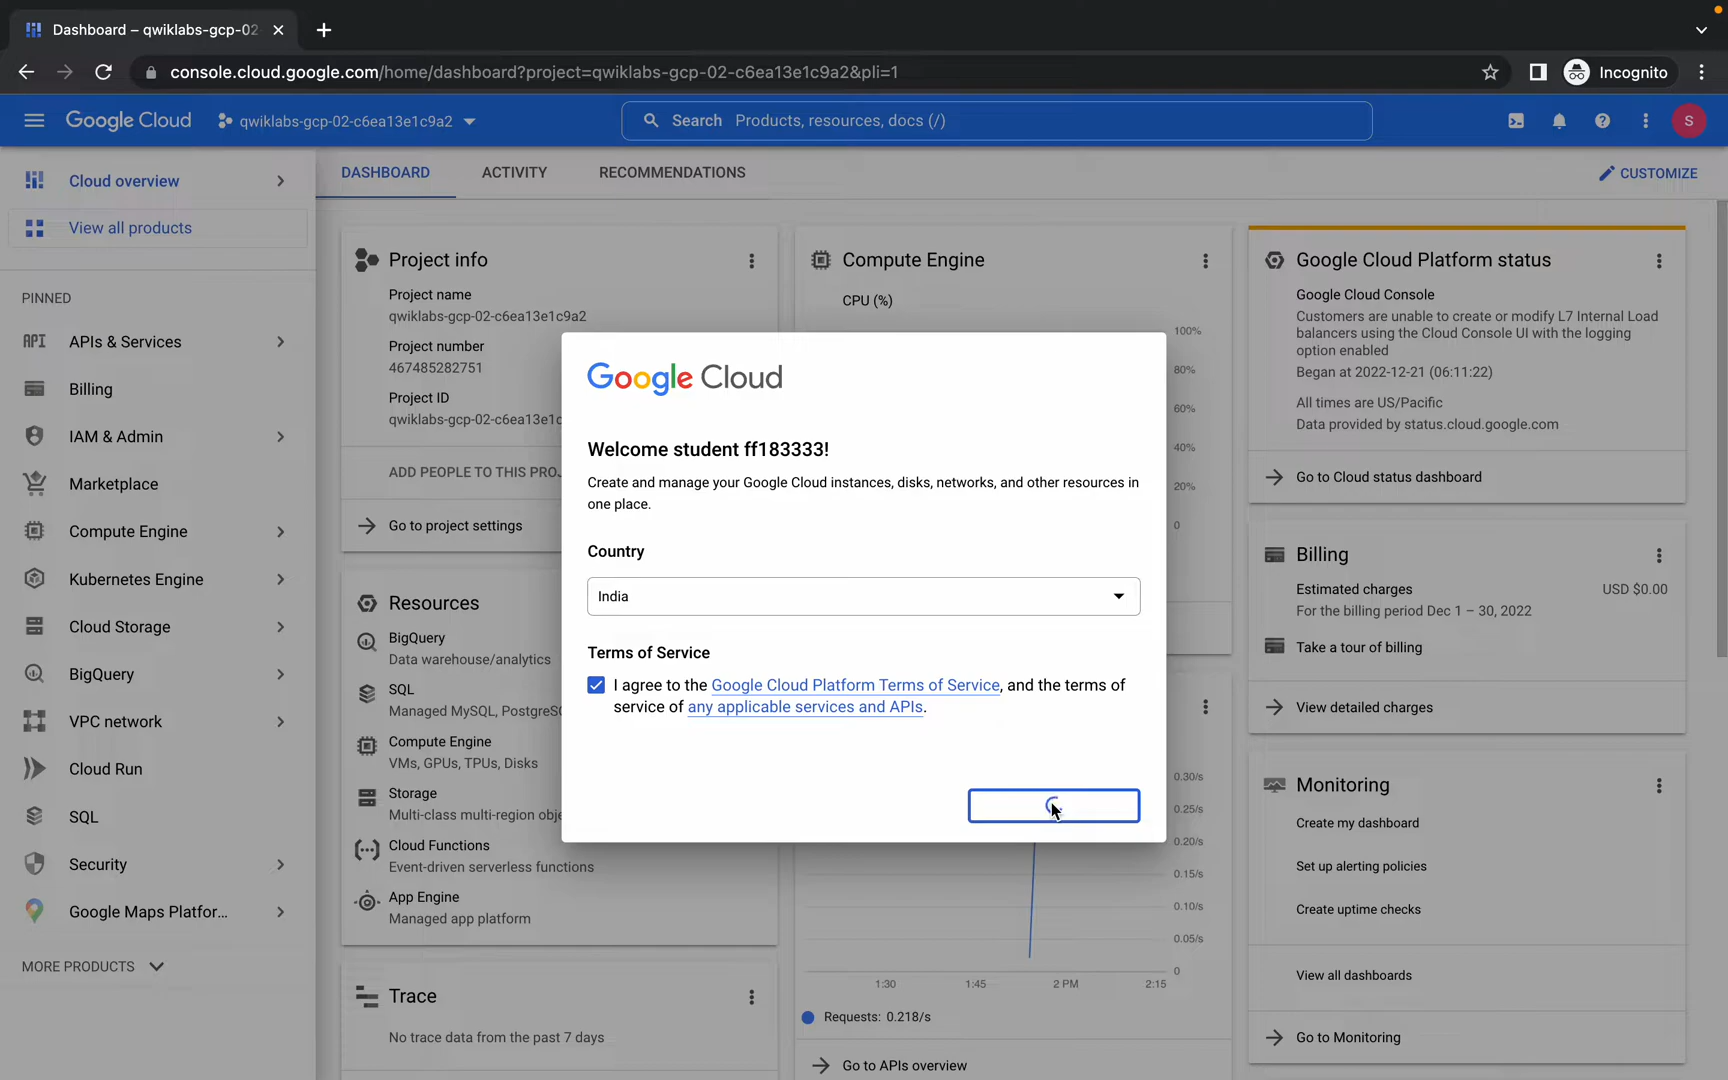 Dashboard – qwiklabs-gcp-02
console.cloud.google.com/home/dashboard?project=qwiklabs-gcp-02-c6ea13e1c9a2&pli=1
Incognito
Google Cloud
qwiklabs-gcp-02-c6ea13e1c9a2
Search Products, resources, docs (/)
S
Cloud overview
View all products
PINNED
API APIs & Services
Billing
IAM & Admin
Marketplace
Compute Engine
Kubernetes Engine
Cloud Storage
BigQuery
VPC network
Cloud Run
SQL
Security
Google Maps Platfor...
MORE PRODUCTS
DASHBOARD
ACTIVITY
RECOMMENDATIONS
CUSTOMIZE
Project info
Project name
qwiklabs-gcp-02-c6ea13e1c9a2
Project number
467485282751
Project ID
qwiklabs-gcp-02-c6ea13e1c
ADD PEOPLE TO THIS PRO
Go to project settings
Resources
BigQuery
Data warehouse/analytics
SQL
Managed MySQL, PostgreS
Compute Engine
VMs, GPUs, TPUs, Disks
Storage
Multi-class multi-region obje
Cloud Functions
Event-driven serverless functions
App Engine
Managed app platform
Trace
No trace data from the past 7 days
Compute Engine
CPU (%)
100%
80%
60%
40%
20%
0
Google Cloud
Welcome student ff183333!
Create and manage your Google Cloud instances, disks, networks, and other resources in
one place.
Country
India
Terms of Service
I agree to the Google Cloud Platform Terms of Service, and the terms of
service of any applicable services and APIs.
0.30/s
0.25/s
0.20/s
0.15/s
0.10/s
0.05/s
0
1:30 1:45 2 PM 2:15
Requests: 0.218/s
Go to APIs overview
Google Cloud Platform status
Google Cloud Console
Customers are unable to create or modify L7 Internal Load
balancers using the Cloud Console UI with the logging
option enabled
Began at 2022-12-21 (06:11:22)
All times are US/Pacific
Data provided by status.cloud.google.com
Go to Cloud status dashboard
Billing
Estimated charges USD $0.00
For the billing period Dec 1 – 30, 2022
Take a tour of billing
View detailed charges
Monitoring
Create my dashboard
Set up alerting policies
Create uptime checks
View all dashboards
Go to Monitoring